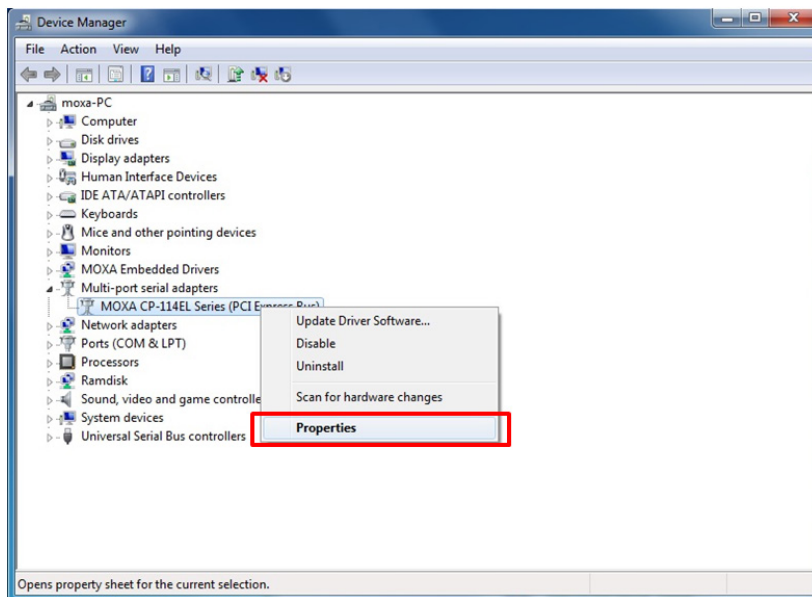 Device Manager
File Action View Help
moxa-PC
Computer
Disk drives
Display adapters
Human Interface Devices
IDE ATA/ATAPI controllers
Keyboards
Mice and other pointing devices
Monitors
MOXA Embedded Drivers
Multi-port serial adapters
MOXA CP-114EL Series (PCI Express Bus)
Network adapters
Ports (COM & LPT)
Processors
Ramdisk
Sound, video and game controlle
System devices
Universal Serial Bus controllers
Update Driver Software...
Disable
Uninstall
Scan for hardware changes
Properties
Opens property sheet for the current selection.